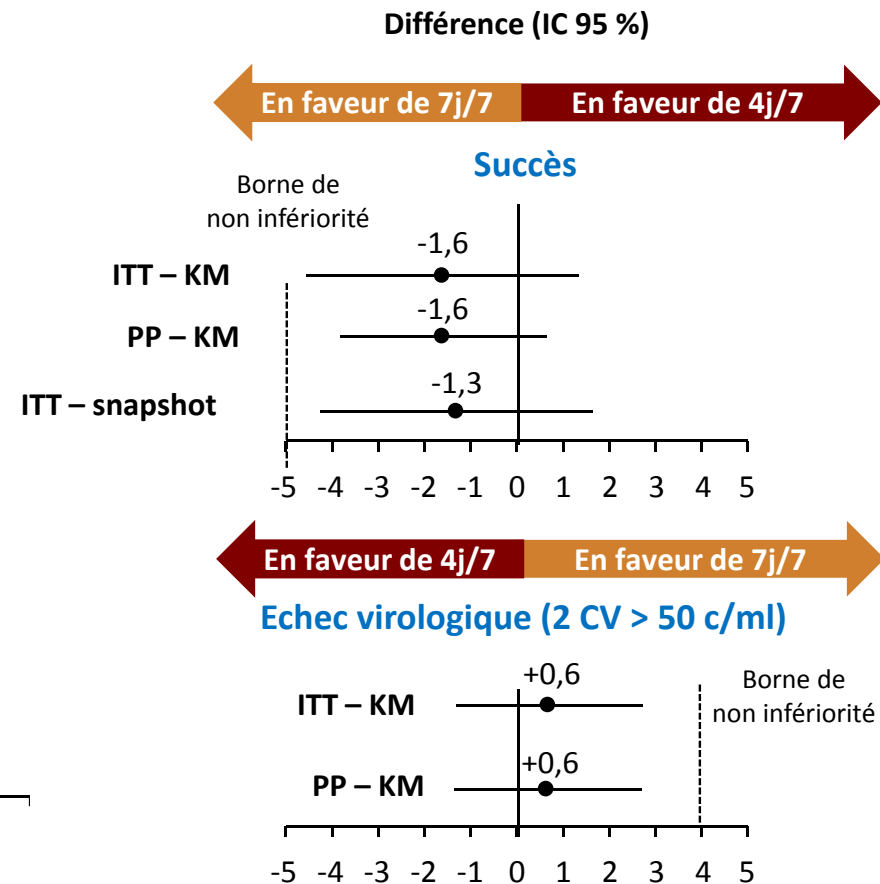 Différence (IC 95 %)
En faveur de 7j/7 En faveur de 4j/7
Succès
Borne de
non infériorité
-1,6
ITT – KM
-1,6
PP – KM
-1,3
ITT – snapshot
-5 -4 -3 -2 -1 0 1 2 3 4 5
En faveur de 4j/7 En faveur de 7j/7
Echec virologique (2 CV > 50 c/ml)
+0,6
ITT – KM
Borne de
non infériorité
+0,6
PP – KM
-5 -4 -3 -2 -1 0 1 2 3 4 5